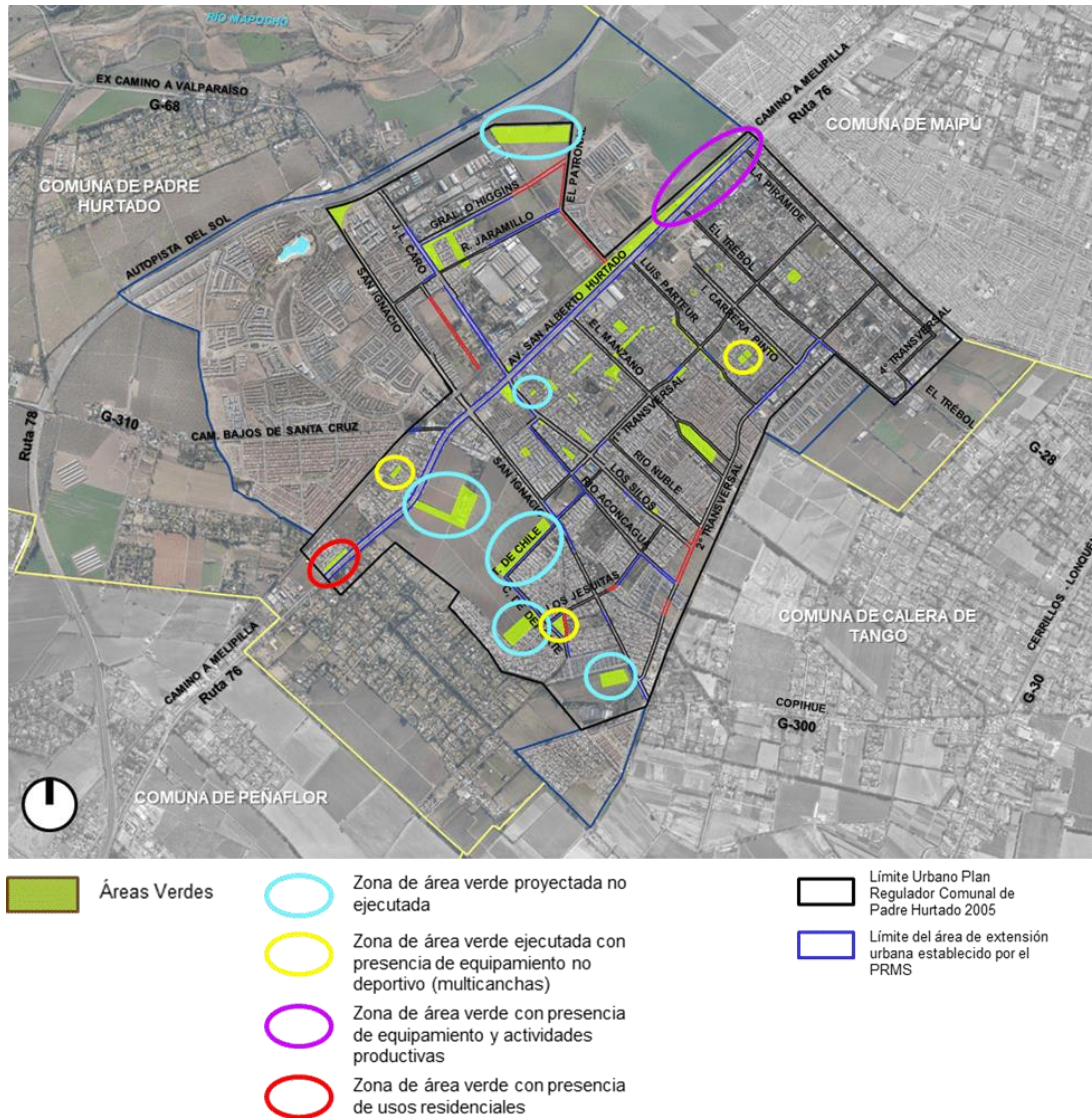 RIO MAPOCHO
EX CAMINO A VALPARAÍSO
G-68
CAMINO A MELIPILLA
Ruta 76
COMUNA DE MAIPÚ
COMUNA DE PADRE
HURTADO
AUTOPISTA DEL SOL
EL PATRONAL
GRAL. O'HIGGINS
R. JARAMILLO
J. L. CARO
SAN IGNACIO
LA PIRAMIDE
EL TRÉBOL
I. CARRERA PINTO
LUIS PARTEUR
AV. SAN ALBERTO HURTADO
EL MANZANO
1° TRANSVERSAL
4° TRANSVERSAL
EL TRÉBOL
G-28
Ruta 78
G-310
CAM. BAJOS DE SANTA CRUZ
SAN IGNACIO
RIO ÑUBLE
LOS SILOS
RIO ACONCAGUA
2° TRANSVERSAL
DE CHILE
LOS JESUITAS
COMUNA DE CALERA DE
TANGO
G-30
COPIHUE
G-300
CAMINO A MELIPILLA
Ruta 76
COMUNA DE PEÑAFLOR
Áreas Verdes
Zona de área verde proyectada no
ejecutada
Zona de área verde ejecutada con
presencia de equipamiento no
deportivo (multicanchas)
Zona de área verde con presencia
de equipamiento y actividades
productivas
Zona de área verde con presencia
de usos residenciales
Límite Urbano Plan
Regulador Comunal de
Padre Hurtado 2005
Límite del área de extensión
urbana establecido por el
PRMS